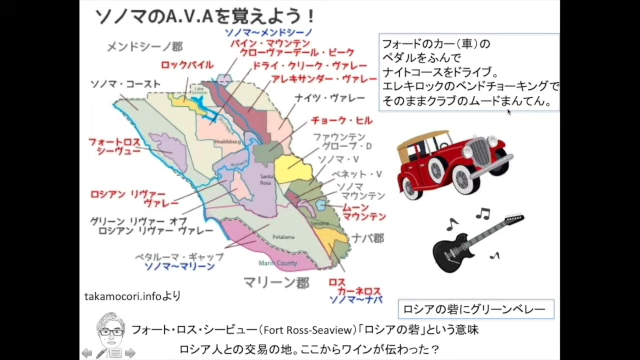 ソノマのA.V.Aを覚えよう！
ソノマ～メンドシーノ
メンドシーノ郡
パイン・マウンテン
クローヴァーデール・ピーク
ロックパイル
ドライ・クリーク・ヴァレー
アレキサンダー・ヴァレー
ソノマ・コースト
ナイツ・ヴァレー
チョーク・ヒル
Healdsburg
フォートロス
シーヴュー
ファウンテン
グローブ・D
ソノマ・V
ベネット・V
Santa
Rosa
ソノマ
マウンテン
ロシアン リヴァー
ヴァレー
ムーン
マウンテン
グリーン リヴァー オブ
ロシアン リヴァー ヴァレー
Sonoma
Petaluma
ナパ郡
ペタルーマ・ギャップ
ソノマ～マリーン
Marin County
マリーン郡
ロス
カーネロス
ソノマ～ナパ
フォードのカー（車）の
ペダルをふんで
ナイトコースをドライブ。
エレキロックのベンドチョーキングで
そのままクラブのムードまんてん。
takamocori.infoより
ロシアの砦にグリーンベレー
フォート・ロス・シービュー（Fort Ross-Seaview）「ロシアの砦」という意味
ロシア人との交易の地。ここからワインが伝わった？